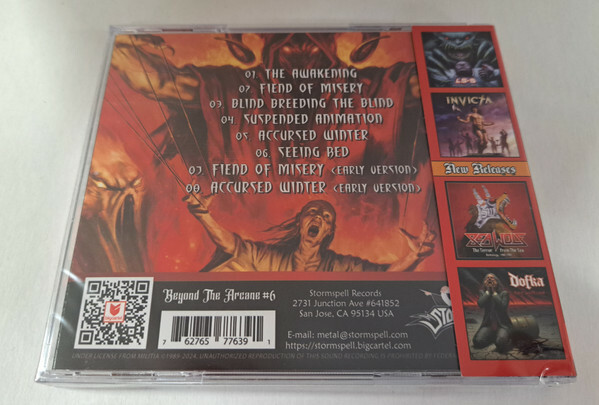 01. THE AWAKENING
02. FIEND OF MISERY
03. BLIND BREEDING THE BLIND
04. SUSPENDED ANIMATION
05. ACCURSED WINTER
06. SEEING RED
07. FIEND OF MISERY (EARLY VERSION)
08. ACCURSED WINTER (EARLY VERSION)
INVICTA
New Releases
Dofka
Beyond The Arcane #6
7 62765 77639 1
Stormspell Records
2731 Junction Ave #641852
San Jose, CA 95134 USA
E-mail: metal@stormspell.com
https://stormspell.bigcartel.com